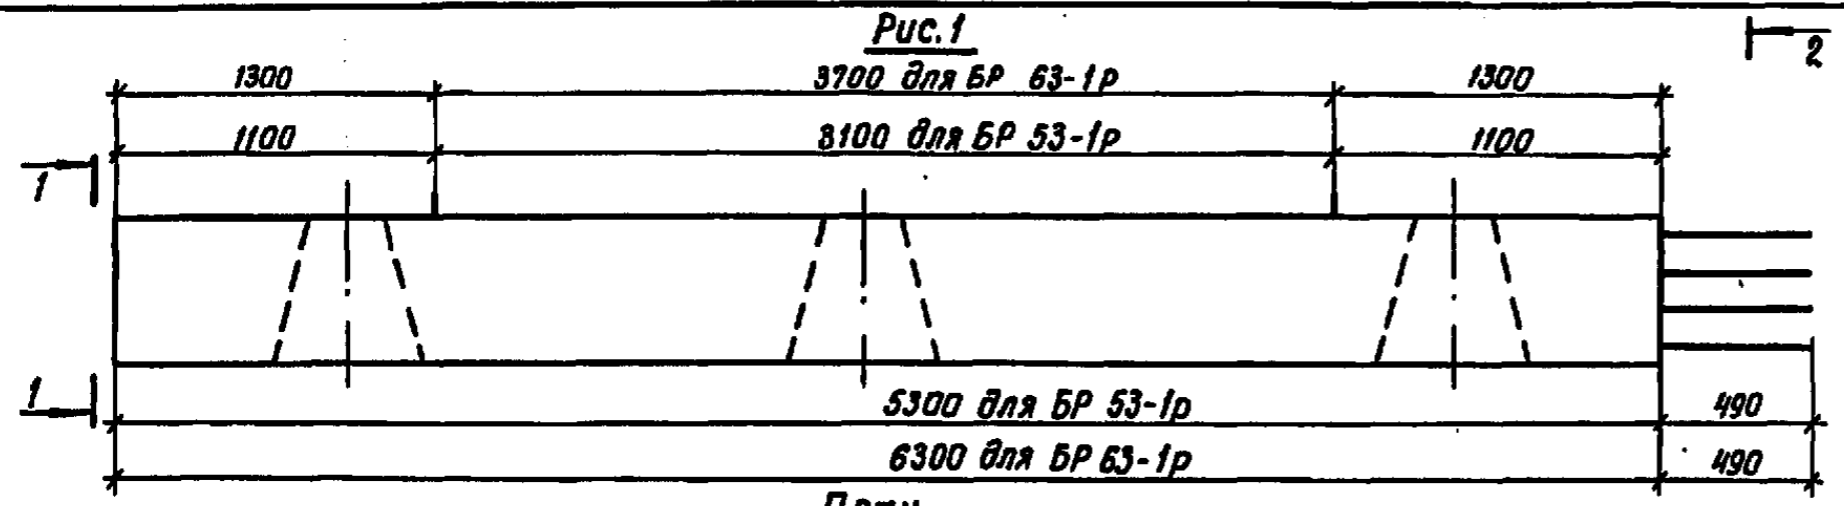 Рис. 1
2
1300 3700 для БР 63-1р 1300
1100 3100 для БР 53-1р 1100
1
1
5300 для БР 53-1р 490
6300 для БР 63-1р 490